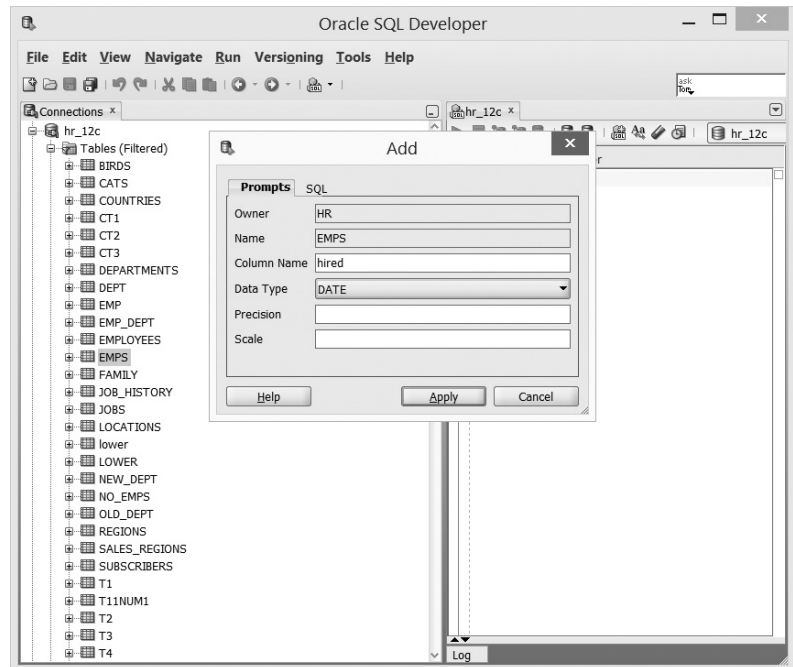 Oracle SQL Developer
File Edit View Navigate Run Versioning Tools Help
ask
Tom
Connections
hr_12c
Tables (Filtered)
BIRDS
CATS
COUNTRIES
CT1
CT2
CT3
DEPARTMENTS
DEPT
EMP
EMP_DEPT
EMPLOYEES
EMPS
FAMILY
JOB_HISTORY
JOBS
LOCATIONS
lower
LOWER
NEW_DEPT
NO_EMPS
OLD_DEPT
REGIONS
SALES_REGIONS
SUBSCRIBERS
T1
T11NUM1
T2
T3
T4
hr_12c
hr_12c
Add
Prompts SQL
Owner HR
Name EMPS
Column Name hired
Data Type DATE
Precision
Scale
Help Apply Cancel
Log